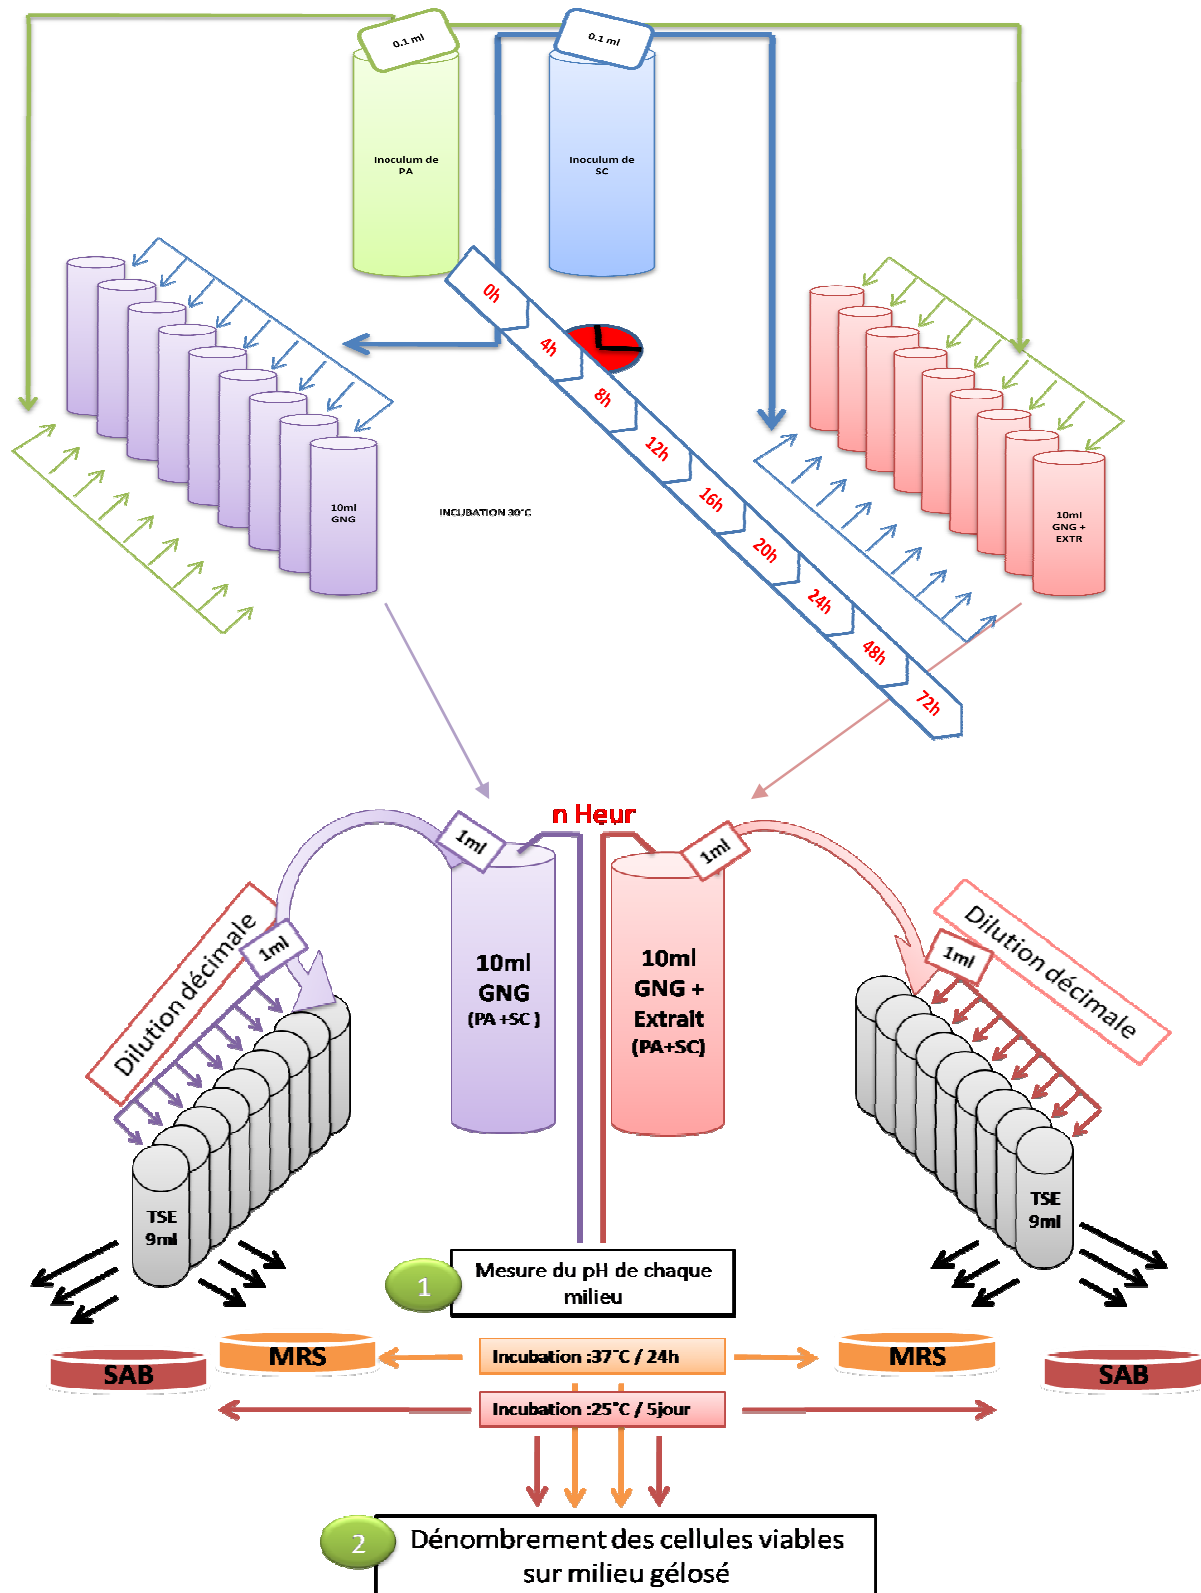 0.1 ml
0.1 ml
Inoculum de
PA
Inoculum de
SC
0h
4h
8h
12h
16h
20h
24h
48h
72h
10ml
GNG
INCUBATION 30°C
10ml
GNG +
EXTR
n Heur
1ml
1ml
Dilution décimale
1ml
10ml
GNG
(PA +SC )
10ml
GNG +
Extrait
(PA+SC)
1ml
Dilution décimale
TSE
9ml
TSE
9ml
1
Mesure du pH de chaque
milieu
SAB
MRS
Incubation :37°C / 24h
MRS
SAB
Incubation :25°C / 5jour
2
Dénombrement des cellules viables
sur milieu gélosé